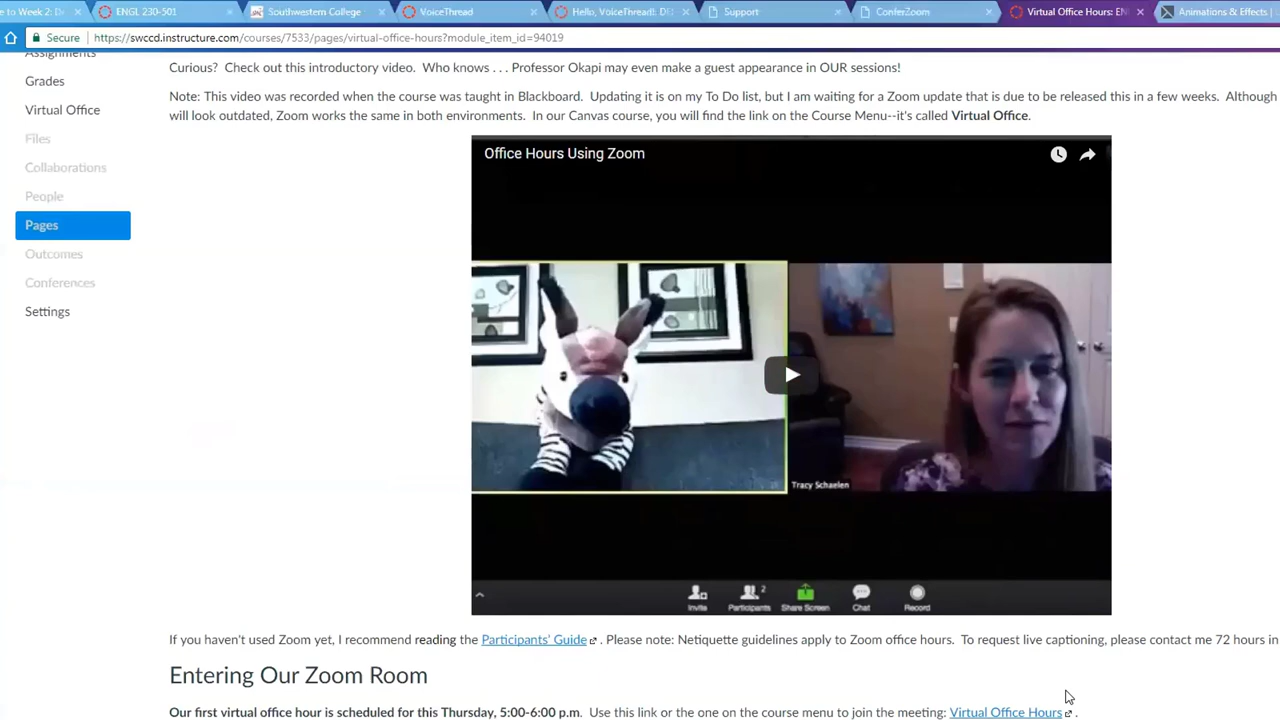 e to Week 2: D
ENGL 230-501
Southwestern College
VoiceThread
Hello, VoiceThread!: DE
Support
ConferZoom
Virtual Office Hours: EN
Animations & Effects |
Secure https://swccd.instructure.com/courses/7533/pages/virtual-office-hours?module_item_id=94019
Assignments
Grades
Virtual Office
Files
Collaborations
People
Pages
Outcomes
Conferences
Settings
Curious? Check out this introductory video. Who knows . . . Professor Okapi may even make a guest appearance in OUR sessions!
Note: This video was recorded when the course was taught in Blackboard. Updating it is on my To Do list, but I am waiting for a Zoom update that is due to be released this in a few weeks. Although
will look outdated, Zoom works the same in both environments. In our Canvas course, you will find the link on the Course Menu--it's called Virtual Office.
Office Hours Using Zoom
Tracy Schaelen
Invite
Participants 2
Share Screen
Chat
Record
If you haven't used Zoom yet, I recommend reading the Participants' Guide. Please note: Netiquette guidelines apply to Zoom office hours. To request live captioning, please contact me 72 hours in
Entering Our Zoom Room
Our first virtual office hour is scheduled for this Thursday, 5:00-6:00 p.m. Use this link or the one on the course menu to join the meeting: Virtual Office Hours.